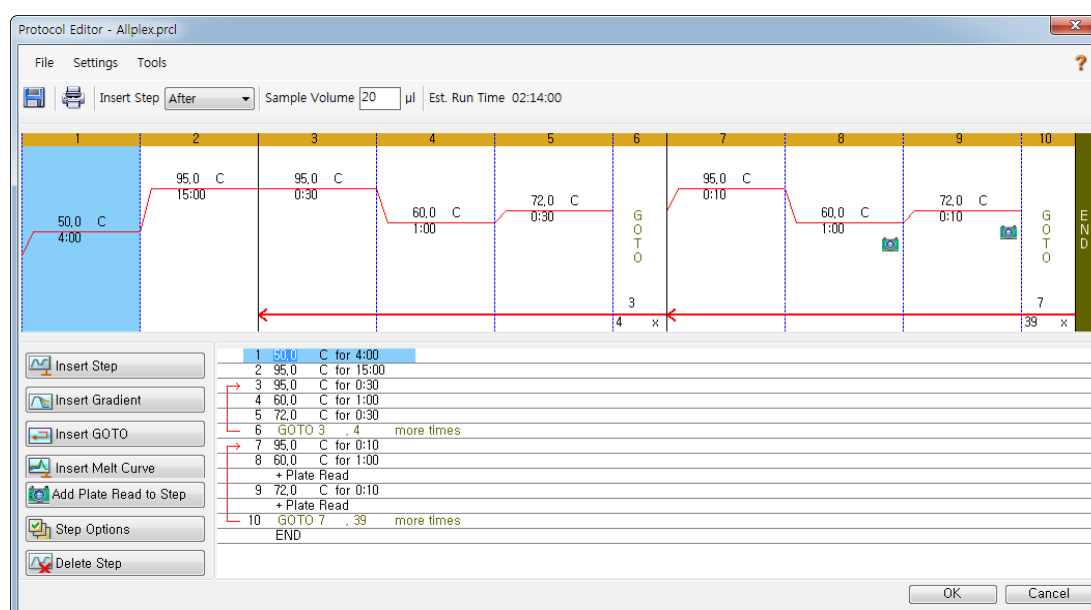 Protocol Editor - Allplex.prcl
x
File Settings Tools
?
Insert Step After Sample Volume 20 µl Est. Run Time 02:14:00
1 2 3 4 5 6 7 8 9 10
50,0 C
4:00
95,0 C
15:00
95,0 C
0:30
60,0 C
1:00
72,0 C
0:30
GOTO
3
4 x
95,0 C
0:10
60,0 C
1:00
72,0 C
0:10
GOTO
7
39 x
END
Insert Step
Insert Gradient
Insert GOTO
Insert Melt Curve
Add Plate Read to Step
Step Options
Delete Step
1 50,0 C for 4:00
2 95,0 C for 15:00
3 95,0 C for 0:30
4 60,0 C for 1:00
5 72,0 C for 0:30
6 GOTO 3 , 4 more times
7 95,0 C for 0:10
8 60,0 C for 1:00
+ Plate Read
9 72,0 C for 0:10
+ Plate Read
10 GOTO 7 , 39 more times
END
OK Cancel